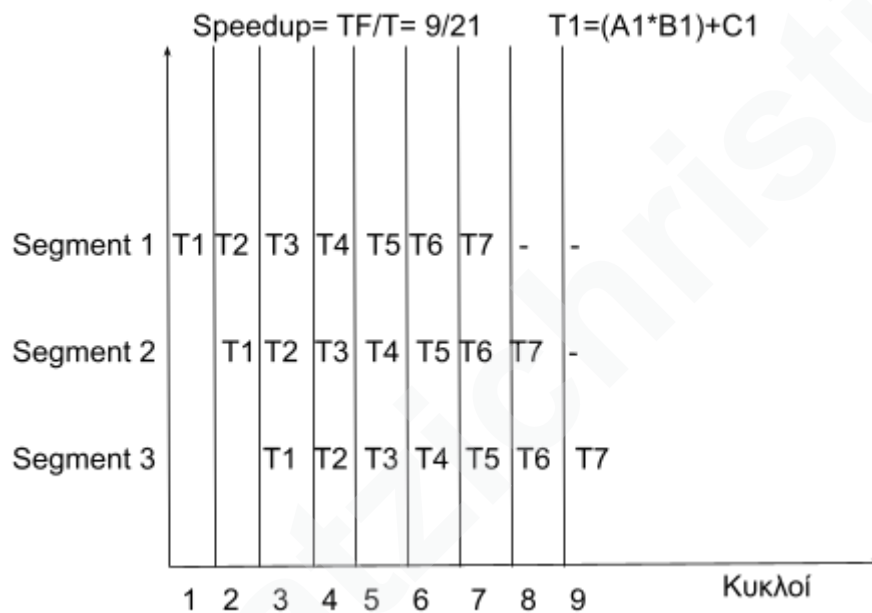 Speedup= TF/T= 9/21 T1=(A1*B1)+C1
Segment 1 T1 T2 T3 T4 T5 T6 T7 - -
Segment 2 T1 T2 T3 T4 T5 T6 T7 -
Segment 3 T1 T2 T3 T4 T5 T6 T7
1 2 3 4 5 6 7 8 9 Κυκλοί